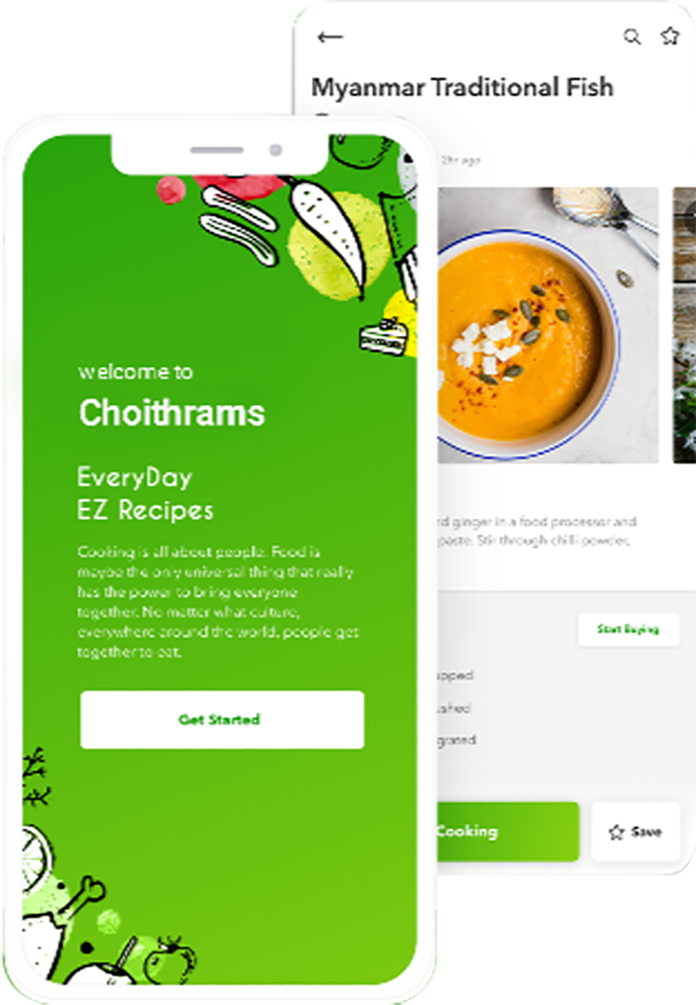 Myanmar Traditional Fish
2hr ago
welcome to
Choithrams
EveryDay
EZ Recipes
Cooking is all about people. Food is
maybe the only universal thing that really
has the power to bring everyone
together. No matter what culture,
everywhere around the world, people get
together to eat.
Get Started
nd ginger in a food processor and
paste. Stir through chilli powder,
Start Buying
opped
ushed
grated
Cooking
Save